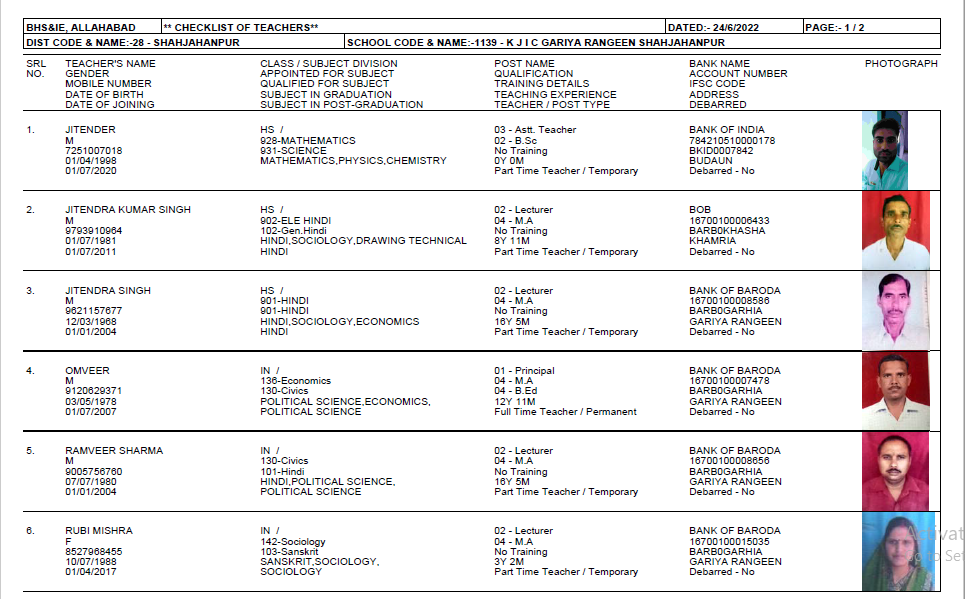 BHS&IE, ALLAHABAD ** CHECKLIST OF TEACHERS** DATED:- 24/6/2022 PAGE:- 1 / 2
DIST CODE & NAME:-28 - SHAHJAHANPUR SCHOOL CODE & NAME:-1139 - K J I C GARIYA RANGEEN SHAHJAHANPUR
SRL TEACHER'S NAME CLASS / SUBJECT DIVISION POST NAME BANK NAME PHOTOGRAPH
NO. GENDER APPOINTED FOR SUBJECT QUALIFICATION ACCOUNT NUMBER
MOBILE NUMBER QUALIFIED FOR SUBJECT TRAINING DETAILS IFSC CODE
DATE OF BIRTH SUBJECT IN GRADUATION TEACHING EXPERIENCE ADDRESS
DATE OF JOINING SUBJECT IN POST-GRADUATION TEACHER / POST TYPE DEBARRED
1. JITENDER HS / 03 - Astt. Teacher BANK OF INDIA
M 928-MATHEMATICS 02 - B.Sc 784210510000178
7251007018 931-SCIENCE No Training BKID0007842
01/04/1998 MATHEMATICS,PHYSICS,CHEMISTRY 0Y 0M BUDAUN
01/07/2020 Part Time Teacher / Temporary Debarred - No
2. JITENDRA KUMAR SINGH HS / 02 - Lecturer BOB
M 902-ELE HINDI 04 - M.A 16700100006433
9793910964 102-Gen.Hindi No Training BARB0KHASHA
01/07/1981 HINDI,SOCIOLOGY,DRAWING TECHNICAL 8Y 11M KHAMRIA
01/07/2011 HINDI Part Time Teacher / Temporary Debarred - No
3. JITENDRA SINGH HS / 02 - Lecturer BANK OF BARODA
M 901-HINDI 04 - M.A 16700100008586
9621157677 901-HINDI No Training BARB0GARHIA
12/03/1968 HINDI,SOCIOLOGY,ECONOMICS 16Y 5M GARIYA RANGEEN
01/01/2004 HINDI Part Time Teacher / Temporary Debarred - No
4. OMVEER IN / 01 - Principal BANK OF BARODA
M 136-Economics 04 - M.A 16700100007478
9120629371 130-Civics 04 - B.Ed BARB0GARHIA
03/05/1978 POLITICAL SCIENCE,ECONOMICS, 12Y 11M GARIYA RANGEEN
01/07/2007 POLITICAL SCIENCE Full Time Teacher / Permanent Debarred - No
5. RAMVEER SHARMA IN / 02 - Lecturer BANK OF BARODA
M 130-Civics 04 - M.A 16700100008656
9005756760 101-Hindi No Training BARB0GARHIA
07/07/1980 HINDI,POLITICAL SCIENCE, 16Y 5M GARIYA RANGEEN
01/01/2004 POLITICAL SCIENCE Part Time Teacher / Temporary Debarred - No
6. RUBI MISHRA IN / 02 - Lecturer BANK OF BARODA
F 142-Sociology 04 - M.A 16700100015035
8527968455 103-Sanskrit No Training BARB0GARHIA
10/07/1988 SANSKRIT,SOCIOLOGY, 3Y 2M GARIYA RANGEEN
01/04/2017 SOCIOLOGY Part Time Teacher / Temporary Debarred - No